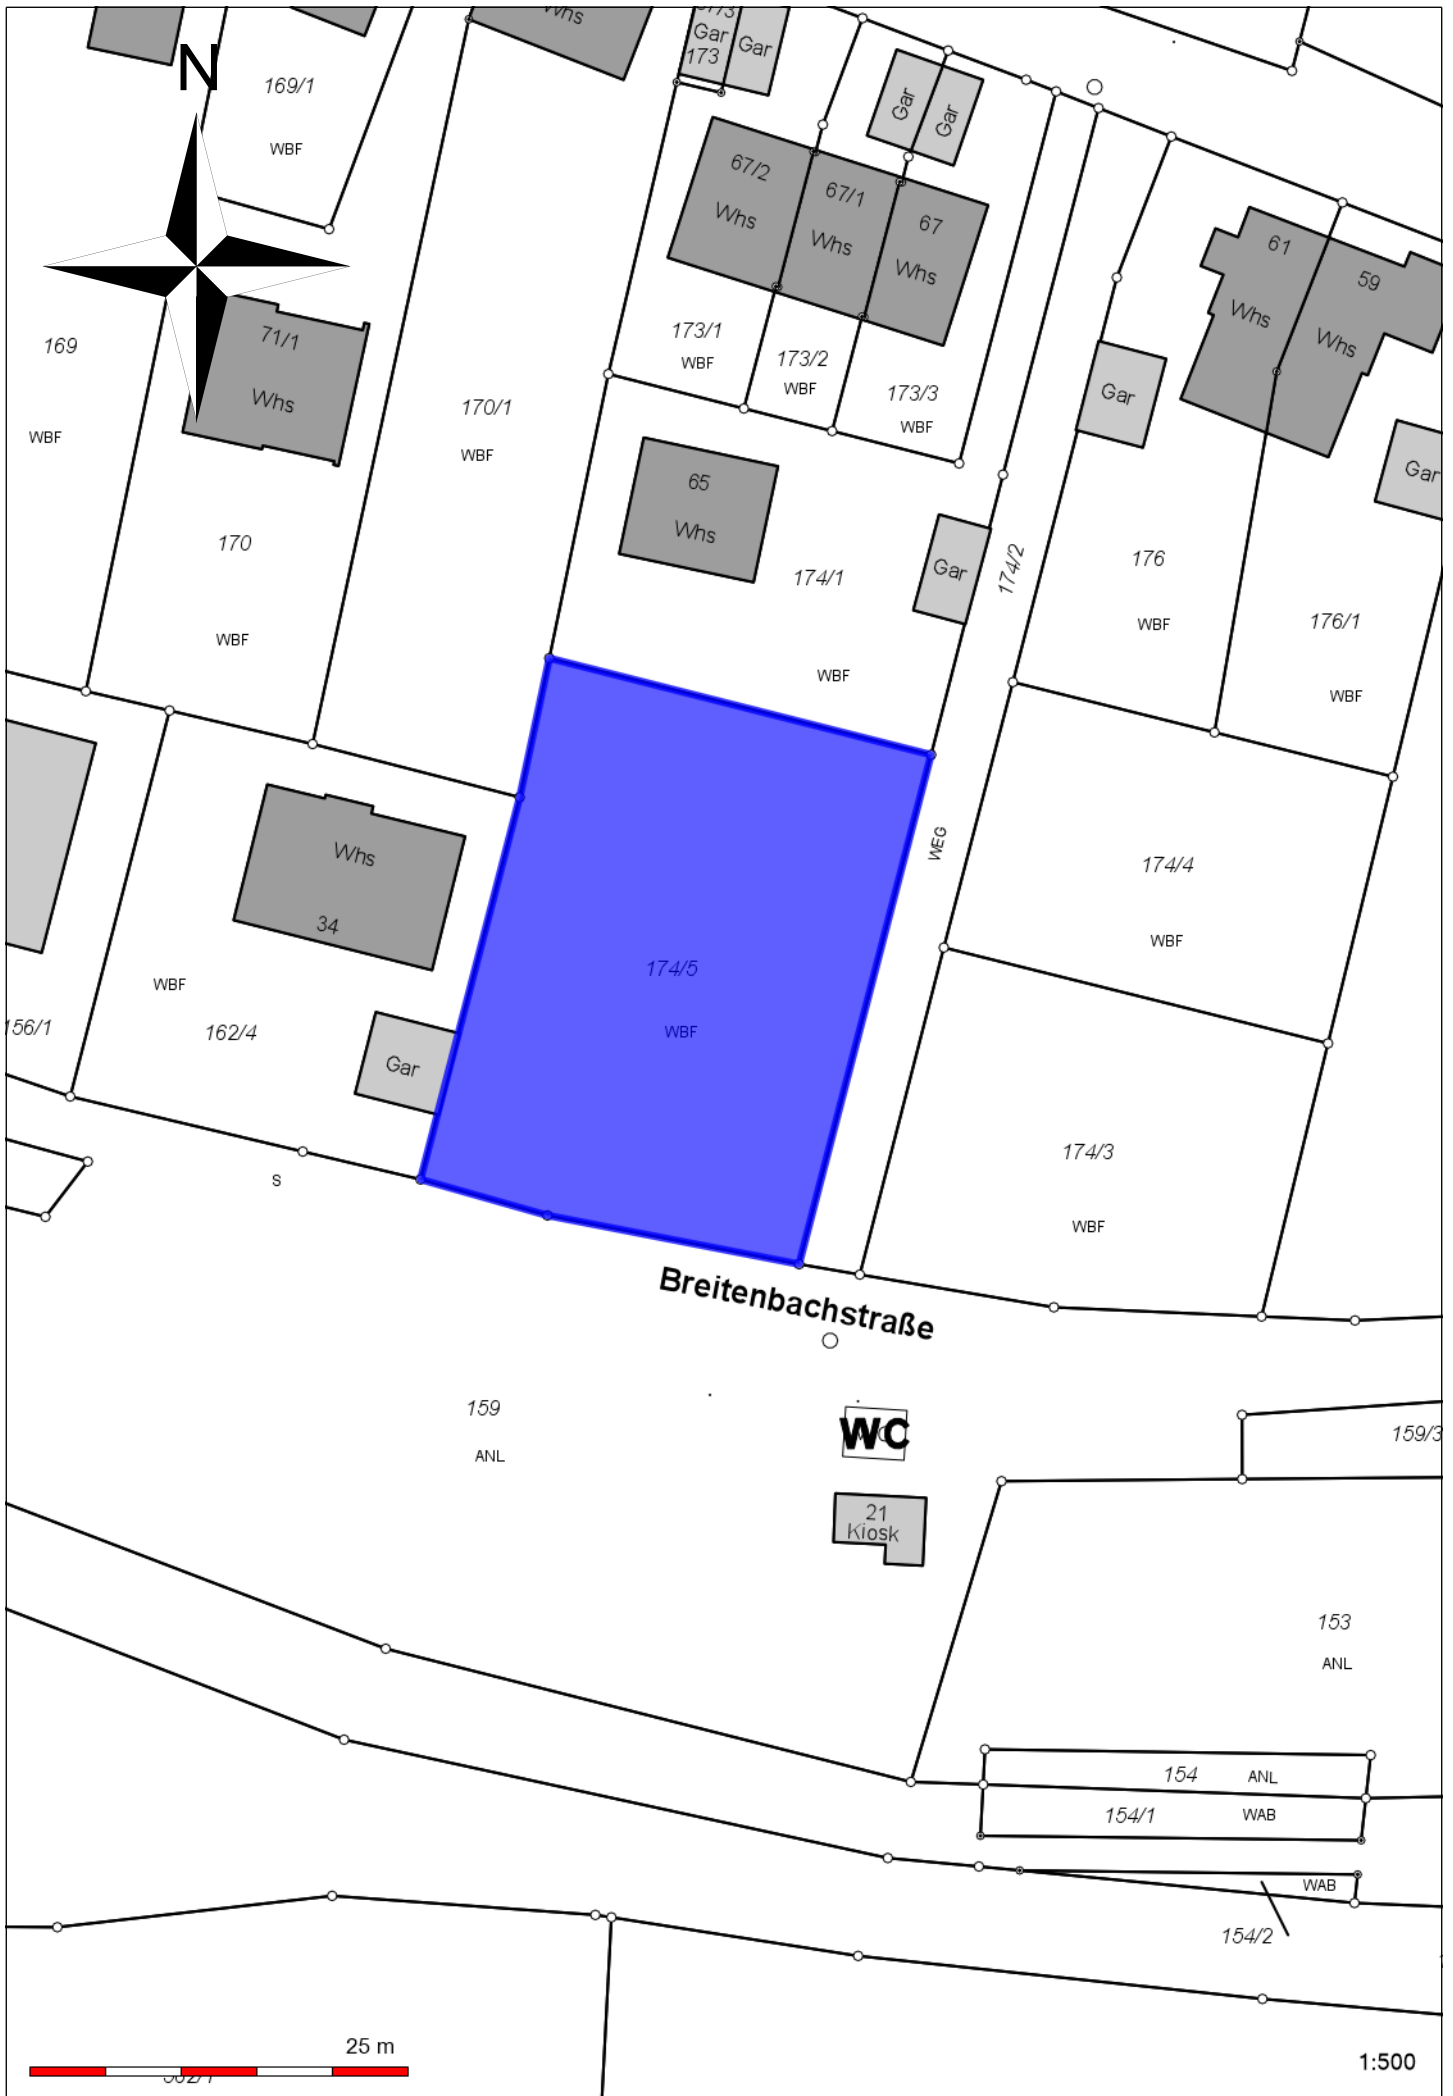 Whs
Gar
173
Gar
N
169/1
WBF
Gar
Gar
67/2
Whs
67/1
Whs
67
Whs
61
Whs
59
Whs
71/1
Whs
169
WBF
173/1
WBF
173/2
WBF
173/3
WBF
170/1
WBF
Gar
Gar
65
Whs
170
WBF
174/1
WBF
Gar
174/2
176
WBF
176/1
WBF
Whs
34
WEG
174/4
WBF
174/5
WBF
WBF
162/4
156/1
Gar
174/3
WBF
S
Breitenbachstraße
159
ANL
WC
159/3
21
Kiosk
153
ANL
154
ANL
154/1
WAB
WAB
154/2
25 m
1:500